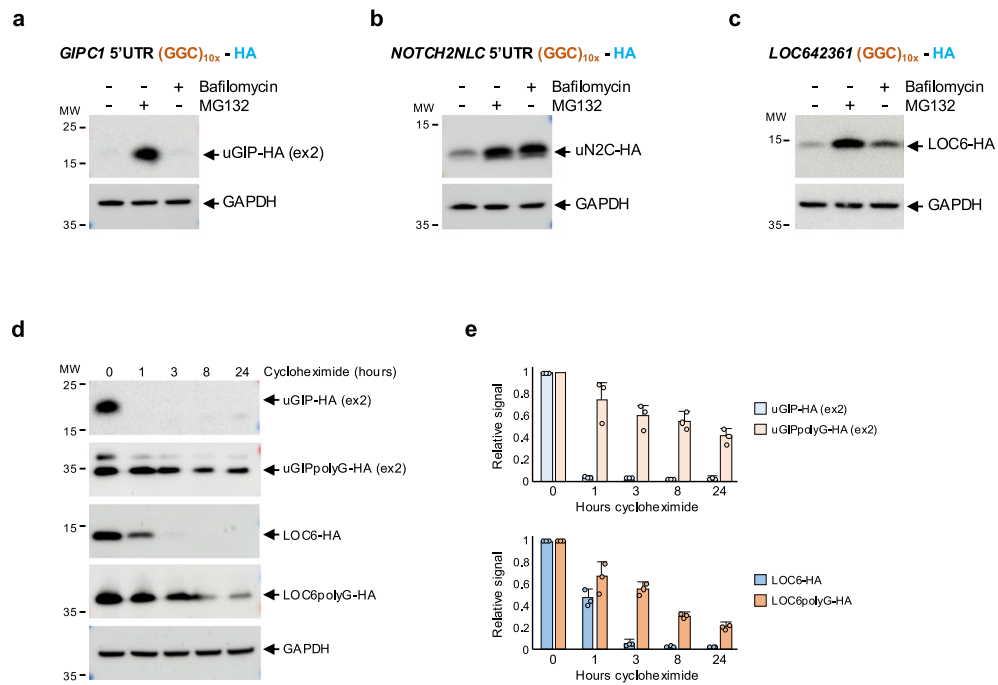 a
GIPC1 5’UTR (GGC)10x - HA
- - + Bafilomycin
- + - MG132
MW
25
15
uGIP-HA (ex2)
GAPDH
35
b
NOTCH2NLC 5’UTR (GGC)10x - HA
- - + Bafilomycin
- + - MG132
MW
15
uN2C-HA
GAPDH
35
c
LOC642361 (GGC)10x - HA
- - + Bafilomycin
- + - MG132
MW
15
LOC6-HA
GAPDH
35
d
MW 0 1 3 8 24 Cycloheximide (hours)
25
uGIP-HA (ex2)
15
35 uGIPpolyG-HA (ex2)
15
LOC6-HA
LOC6polyG-HA
35
GAPDH
35
e
Relative signal
1
0.8
0.6
0.4
0.2
0
0 1 3 8 24
Hours cycloheximide
uGIP-HA (ex2)
uGIPpolyG-HA (ex2)
Relative signal
1
0.8
0.6
0.4
0.2
0
0 1 3 8 24
Hours cycloheximide
LOC6-HA
LOC6polyG-HA